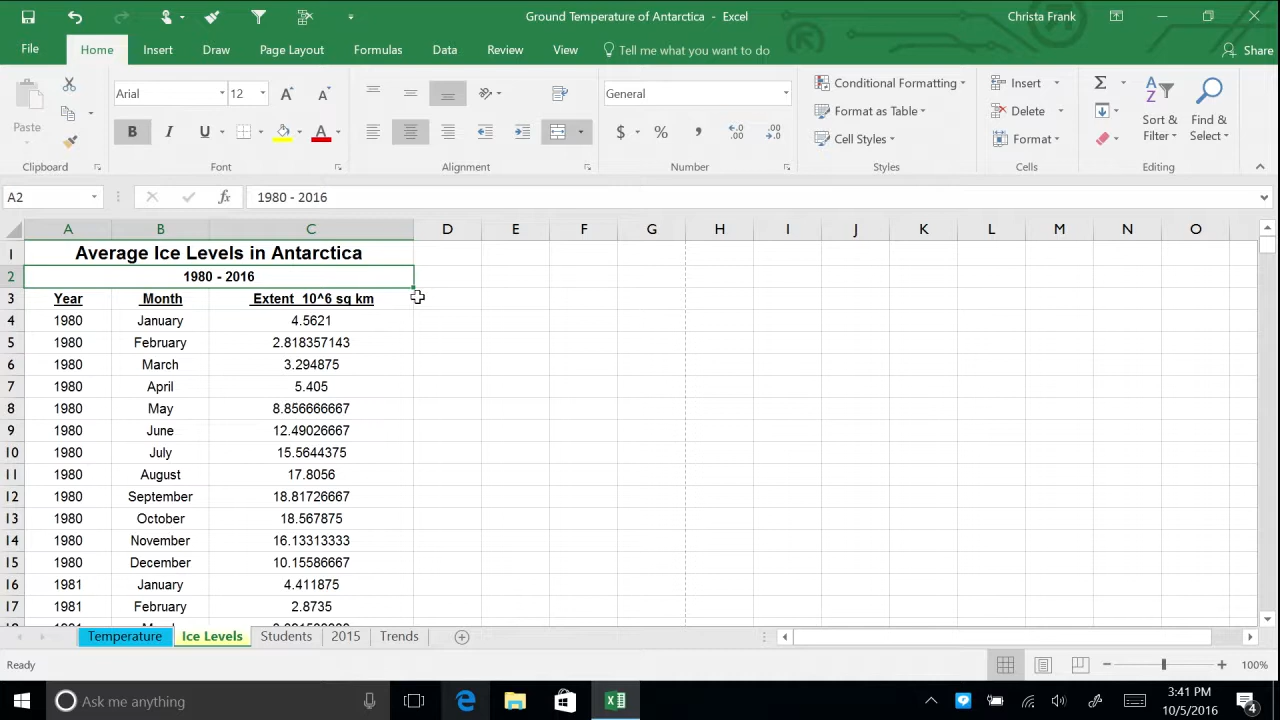 Ground Temperature of Antarctica - Excel
Christa Frank
File
Home
Insert
Draw
Page Layout
Formulas
Data
Review
View
Tell me what you want to do
Share
Paste
Clipboard
Arial
12
A
A
B
I
U
A
Font
Alignment
General
$
%
Number
Conditional Formatting
Format as Table
Cell Styles
Styles
Insert
Delete
Format
Cells
Sort &
Filter
Find &
Select
Editing
A2
fx
1980 - 2016
A B C D E F G H I J K L M N O
1 Average Ice Levels in Antarctica
2 1980 - 2016
3 Year Month Extent 10^6 sq km
4 1980 January 4.5621
5 1980 February 2.818357143
6 1980 March 3.294875
7 1980 April 5.405
8 1980 May 8.856666667
9 1980 June 12.49026667
10 1980 July 15.5644375
11 1980 August 17.8056
12 1980 September 18.81726667
13 1980 October 18.567875
14 1980 November 16.13313333
15 1980 December 10.15586667
16 1981 January 4.411875
17 1981 February 2.8735
Temperature
Ice Levels
Students
2015
Trends
Ready
100%
Ask me anything
3:41 PM
10/5/2016
4